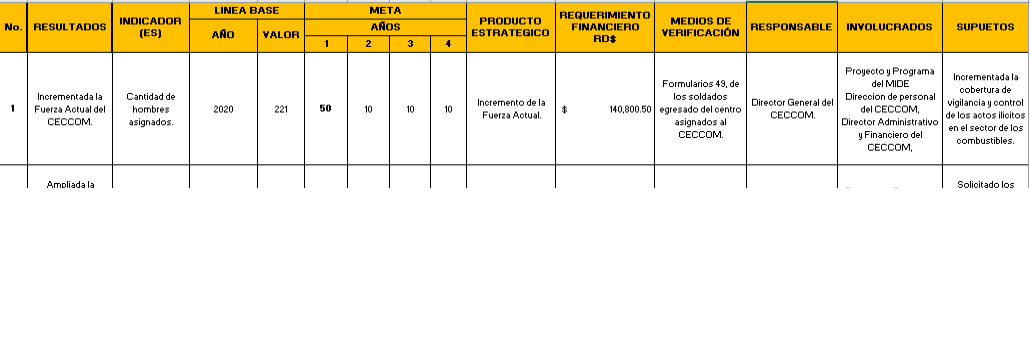 No.
RESULTADOS
INDICADOR
(ES)
LINEA BASE
AÑO
VALOR
META
AÑOS
1 2 3 4
PRODUCTO
ESTRATEGICO
REQUERIMIENTO
FINANCIERO
RD$
MEDIOS DE
VERIFICACIÓN
RESPONSABLE
INVOLUCRADOS
SUPUETOS
1
Incrementada la
Fuerza Actual del
CECCOM.
Cantidad de
hombres
asignados.
2020
221
50
10
10
10
Incremento de la
Fuerza Actual.
$ 140,800.50
Formularios 49, de
los soldados
egresado del centro
asignados al
CECCOM.
Director General del
CECCOM.
Proyecto y Programa
del MIDE
Direccion de personal
del CECCOM,
Director Administrativo
y Financiero del
CECCOM,
Incrementada la
cobertura de
vigilancia y control
de los actos ilicitos
en el sector de los
combustibles.
Ampliada la
Solicitado los